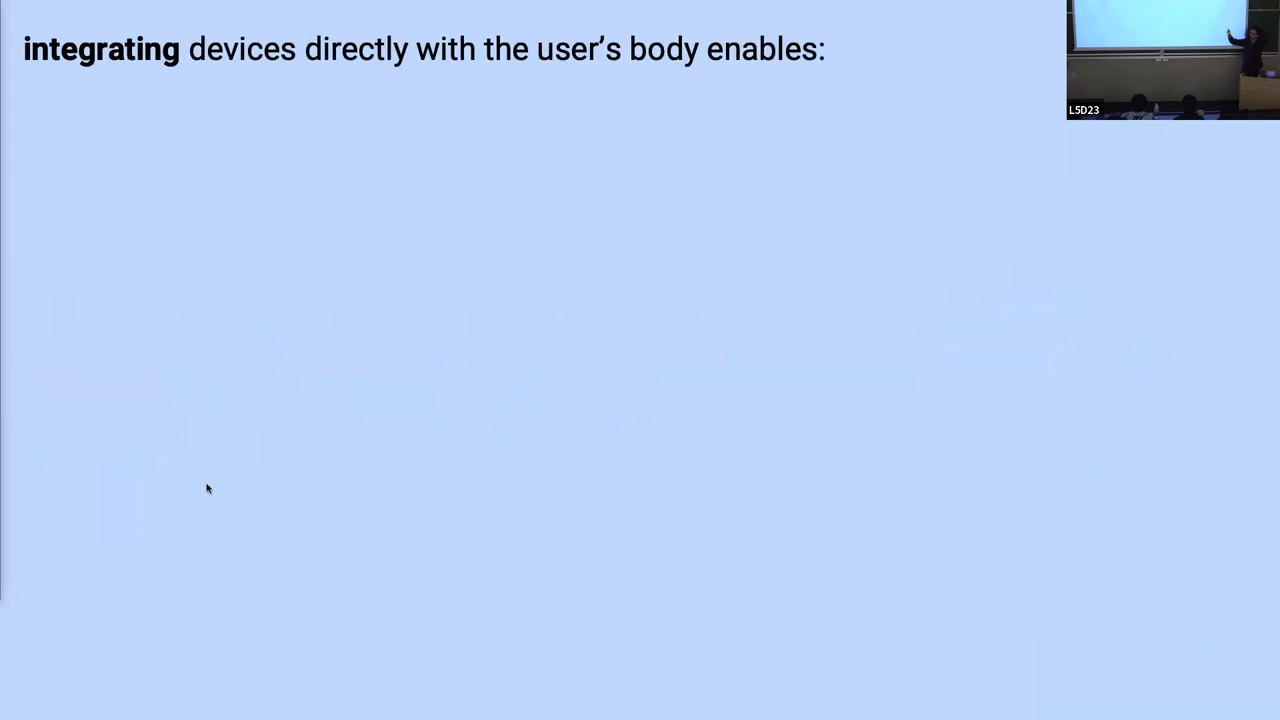 integrating devices directly with the user’s body enables:
L5D23